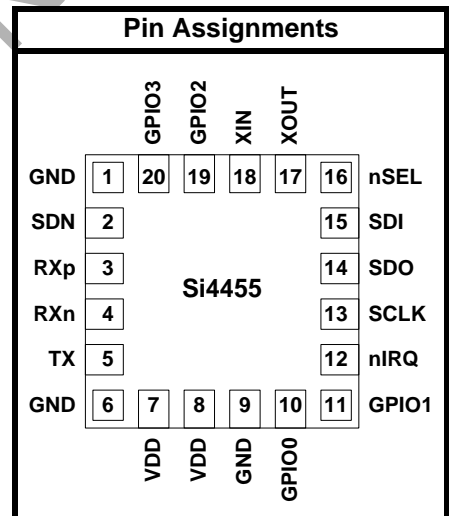 Pin Assignments
GPIO3
GPIO2
XIN
XOUT
GND 1 20 19 18 17 16 nSEL
SDN 2 15 SDI
RXp 3 14 SDO
Si4455
RXn 4 13 SCLK
TX 5 12 nIRQ
GND 6 7 8 9 10 11 GPIO1
VDD
VDD
GND
GPIO0